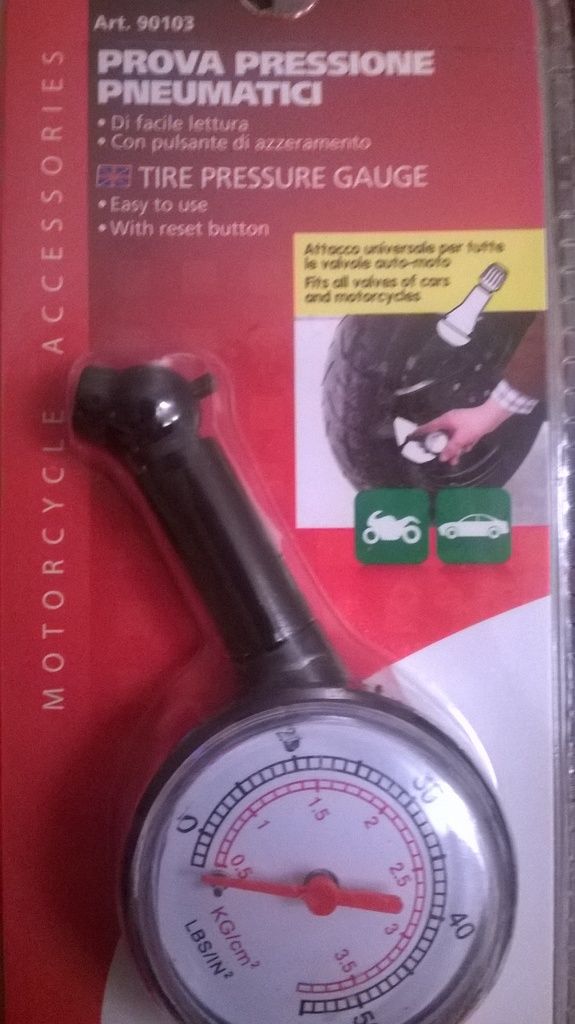 Art. 90103
PROVA PRESSIONE
PNEUMATICI
• Di facile lettura
• Con pulsante di azzeramento
TIRE PRESSURE GAUGE
• Easy to use
• With reset button
MOTORCYCLE ACCESSORIES
Attacco universale per tutte
le valvole auto-moto
Fits all valves of cars
and motorcycles
0
30
40
0.5
1
1.5
2
2.5
3
3.5
KG/cm²
LBS/IN²